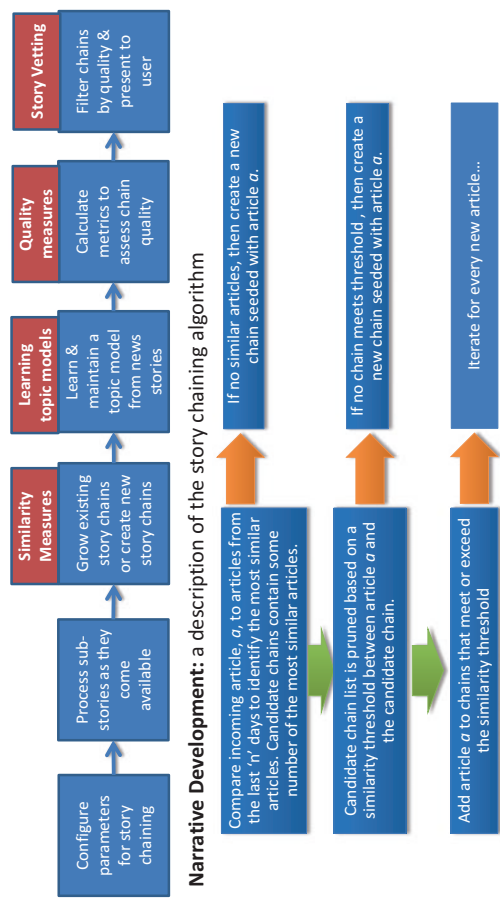 Configure
parameters
for story
chaining
Process sub-
stories as they
come
available
Similarity
Measures
Grow existing
story chains
or create new
story chains
Learning
topic models
Learn &
maintain a
topic model
from news
stories
Quality
measures
Calculate
metrics to
assess chain
quality
Story Vetting
Filter chains
by quality &
present to
user
Narrative Development: a description of the story chaining algorithm
Compare incoming article, a, to articles from
the last 'n' days to identify the most similar
articles. Candidate chains contain some
number of the most similar articles.
If no similar articles, then create a new
chain seeded with article a.
Candidate chain list is pruned based on a
similarity threshold between article a and
the candidate chain.
If no chain meets threshold , then create a
new chain seeded with article a.
Add article a to chains that meet or exceed
the similarity threshold
Iterate for every new article…